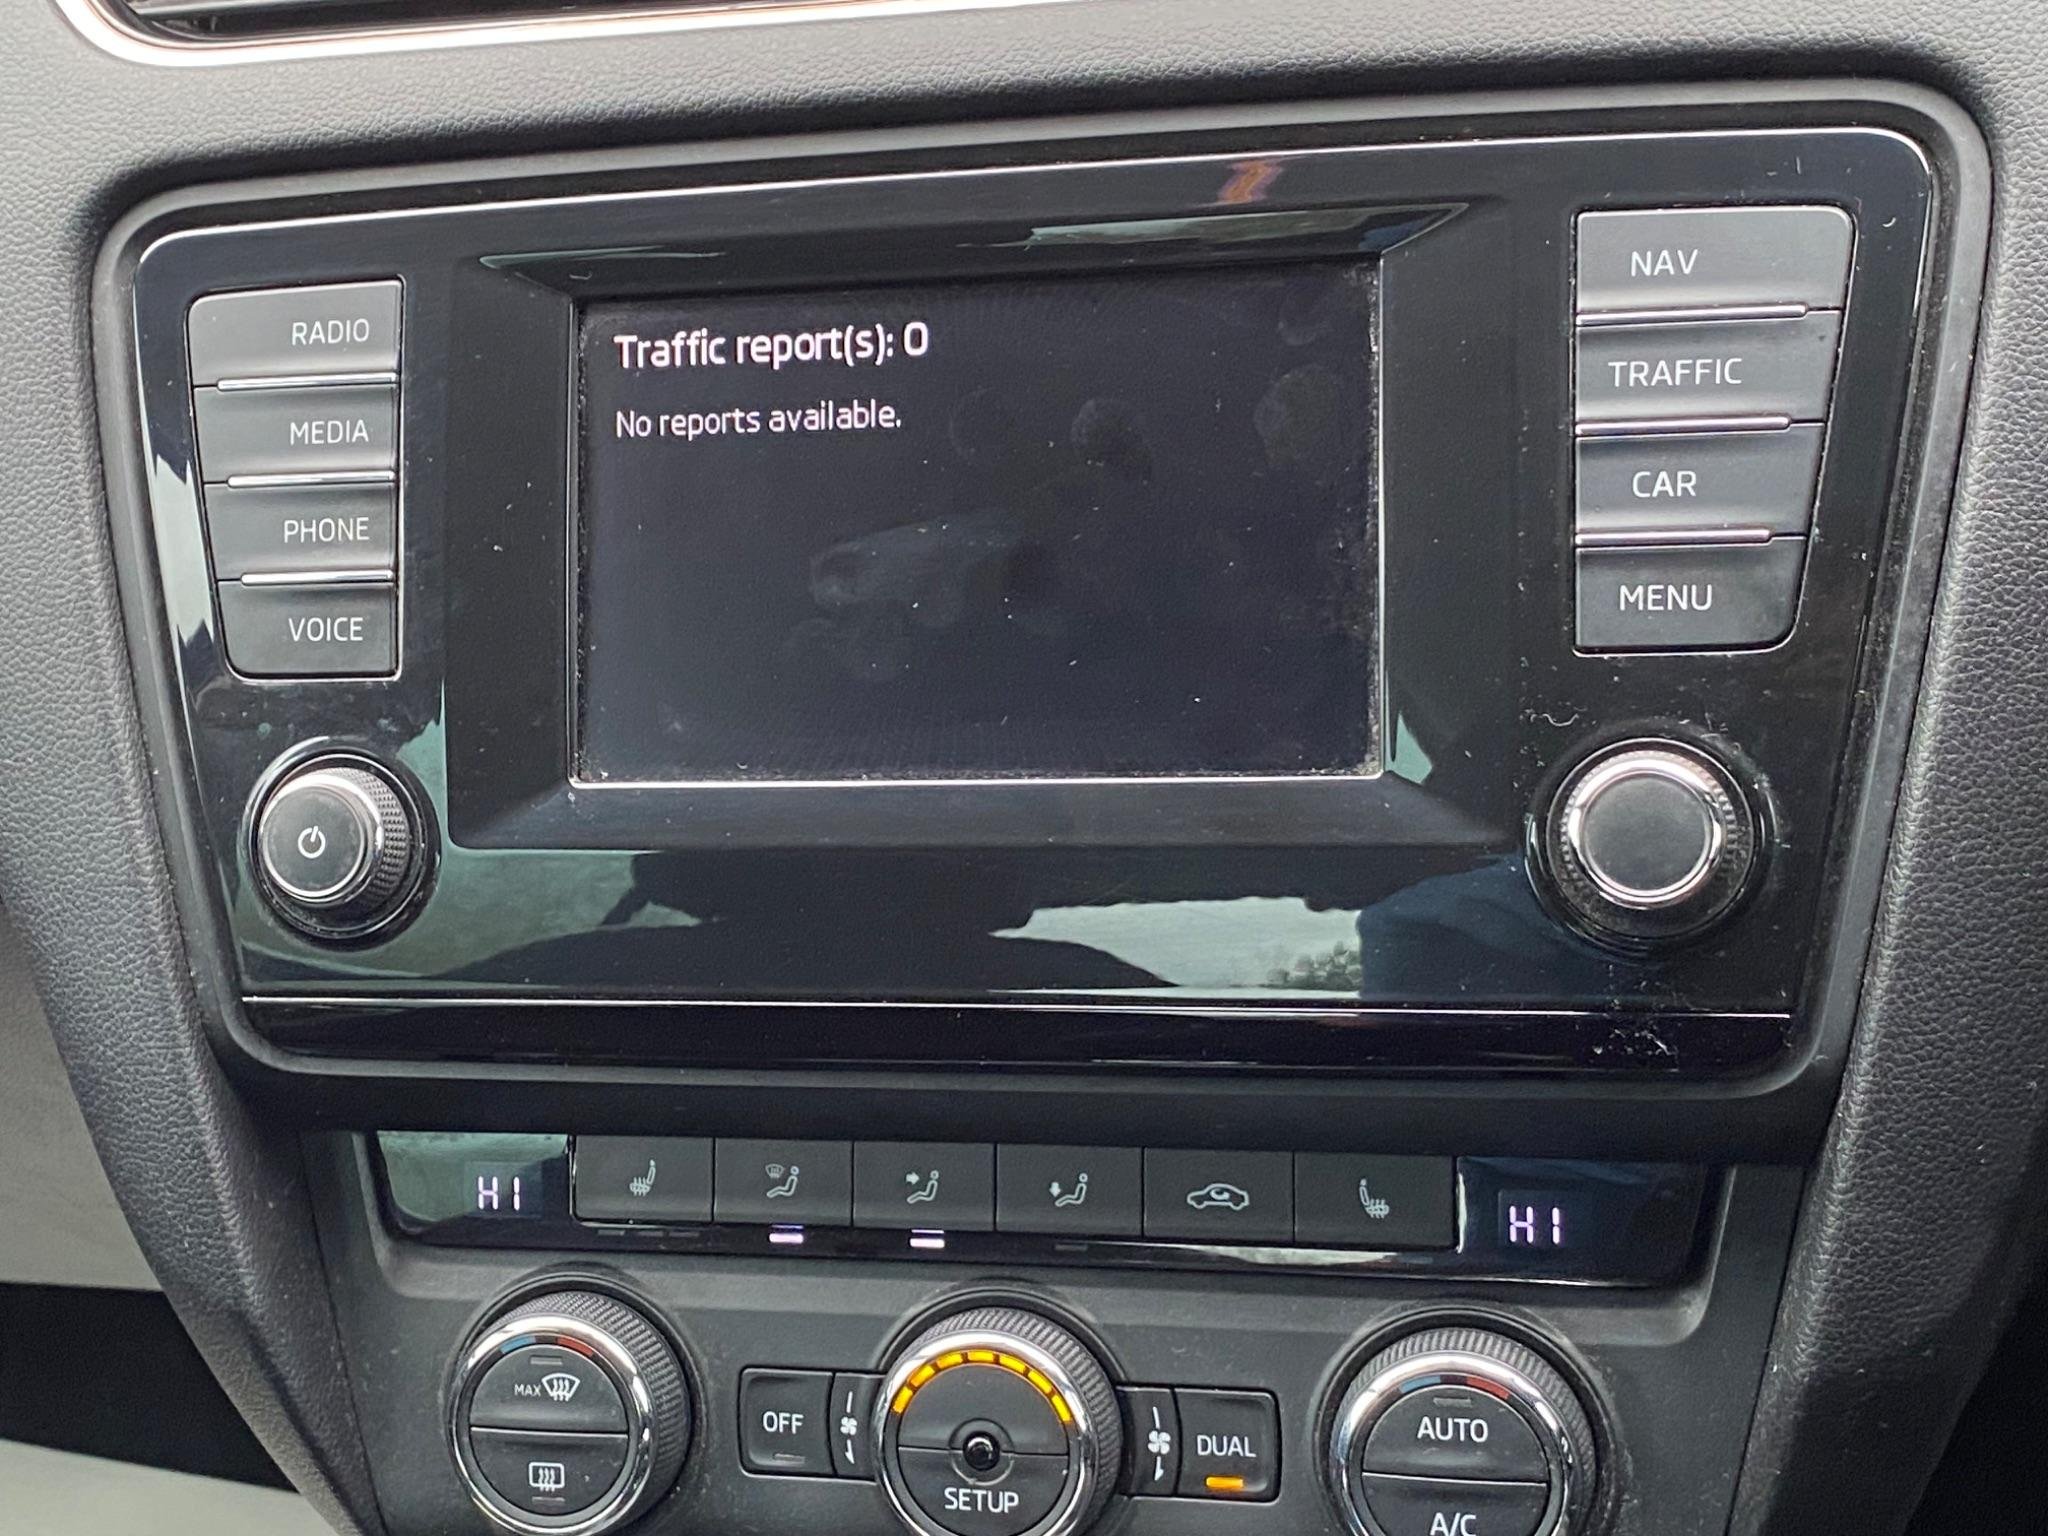 RADIO
MEDIA
PHONE
VOICE
Traffic report(s): 0
No reports available.
NAV
TRAFFIC
CAR
MENU
HI
HI
MAX
OFF
SETUP
DUAL
AUTO
A/C